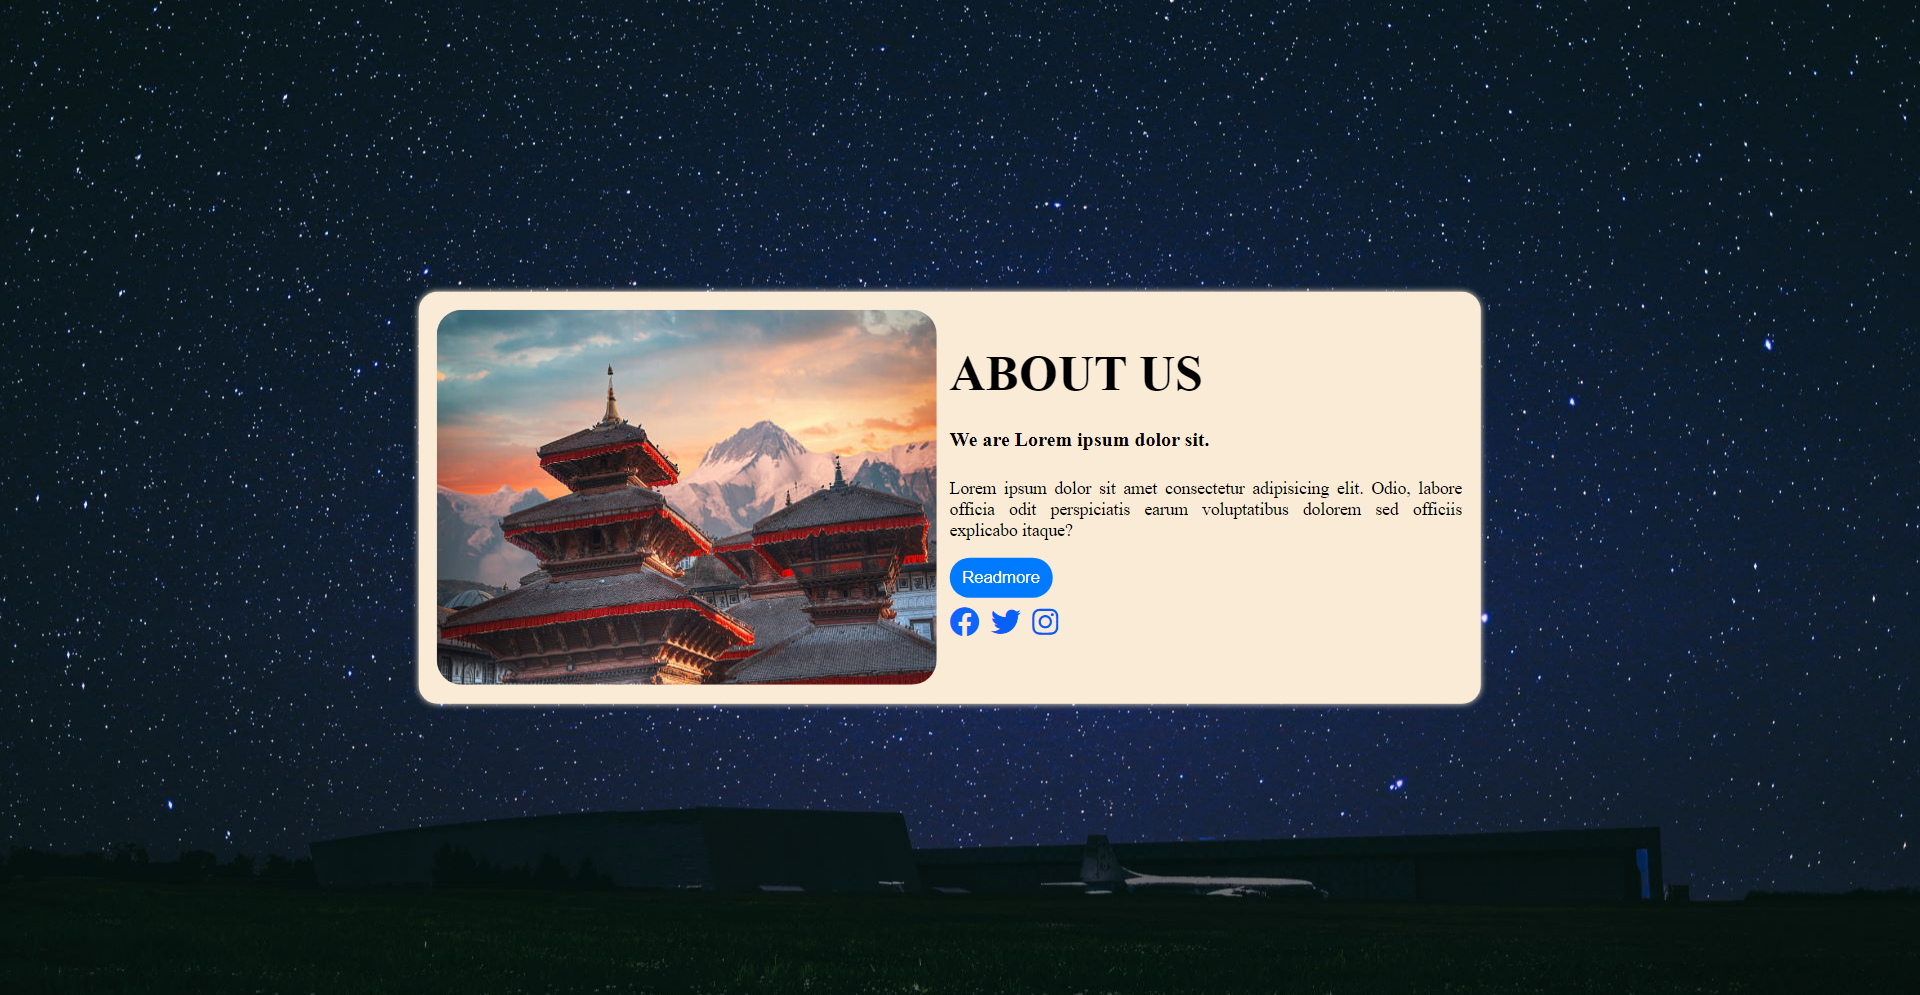 ABOUT US
We are Lorem ipsum dolor sit.
Lorem ipsum dolor sit amet consectetur adipisicing elit. Odio, labore
officia odit perspiciatis earum voluptatibus dolorem sed officiis
explicabo itaque?
Readmore